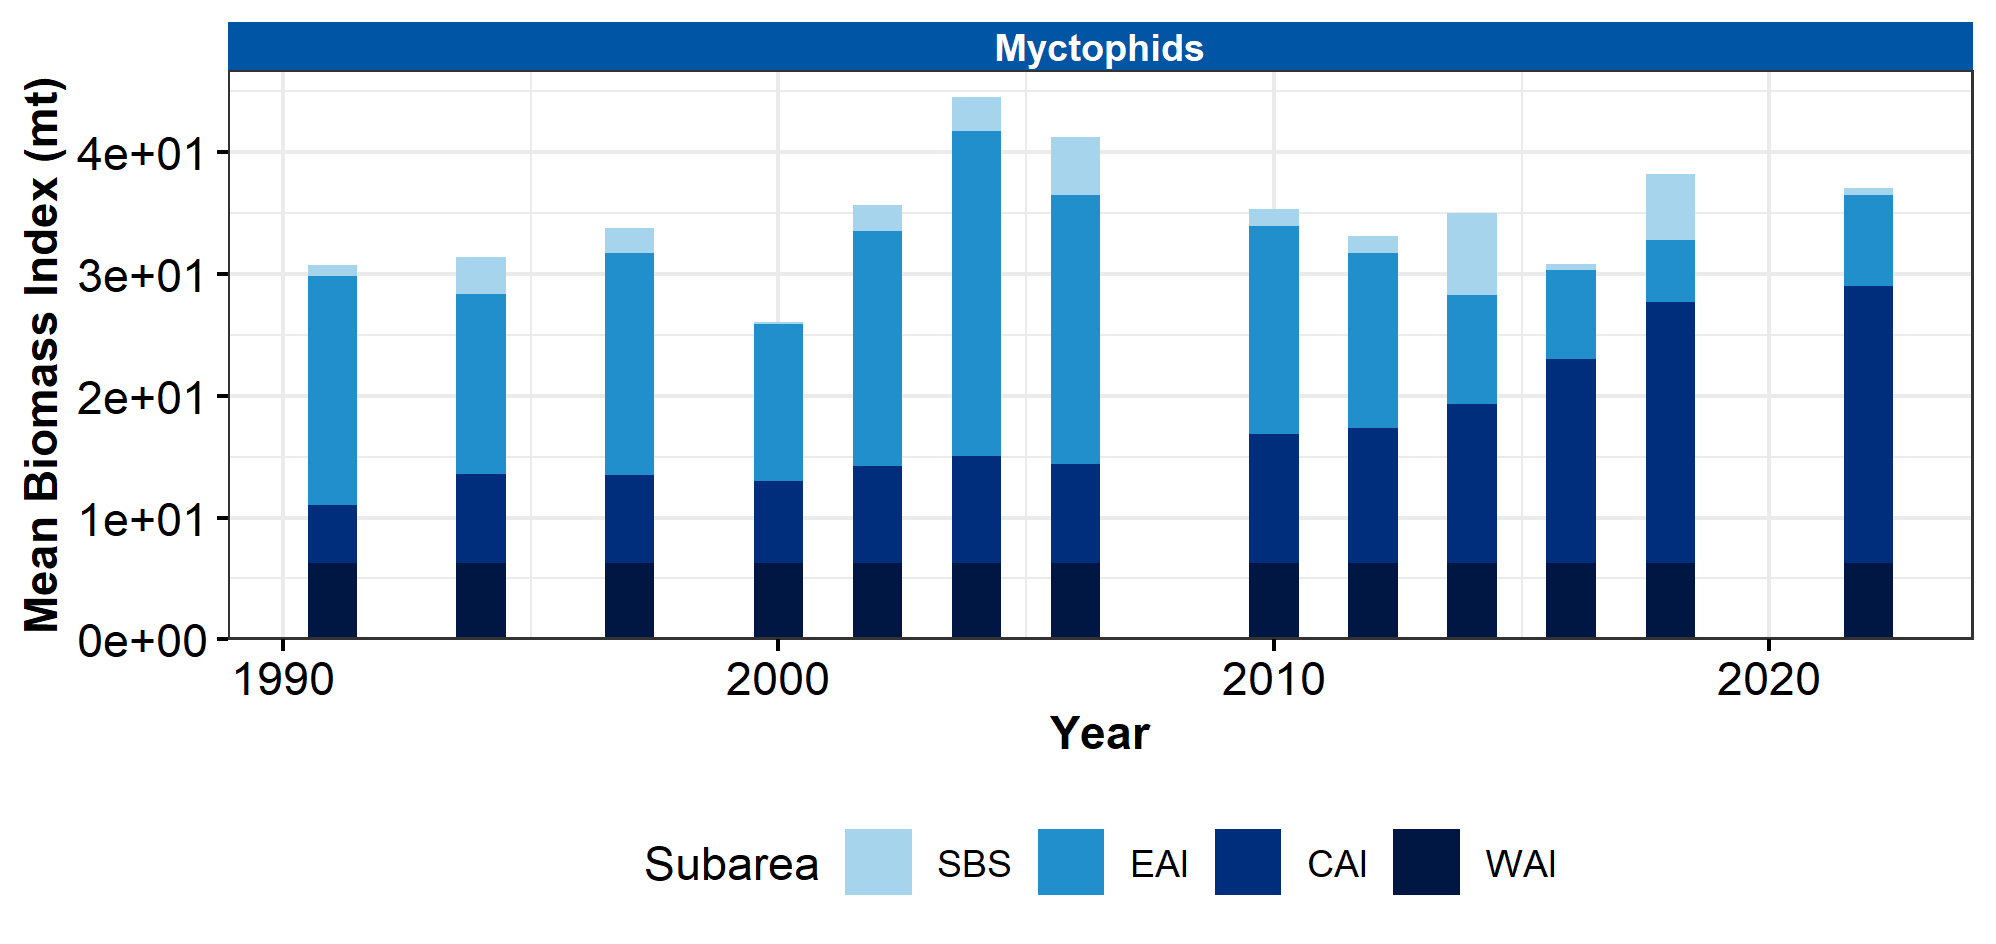 Myctophids
Mean Biomass Index (mt)
4e+01
3e+01
2e+01
1e+01
0e+00
1990 2000 2010 2020
Year
Subarea SBS EAI CAI WAI